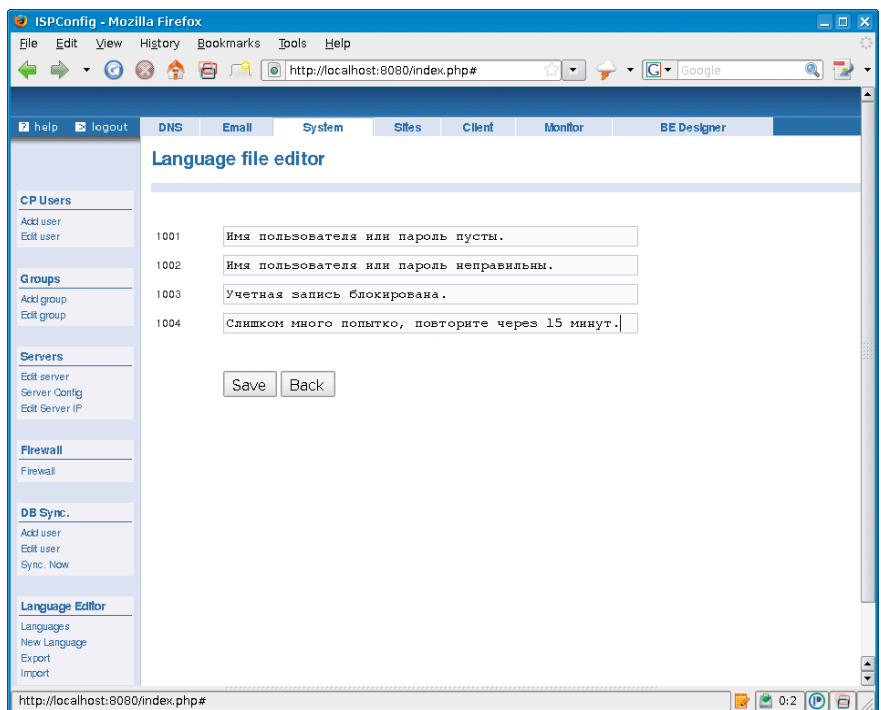 ISPConfig - Mozilla Firefox
File Edit View History Bookmarks Tools Help
http://localhost:8080/index.php#
G Google
help logout DNS Email System Sites Client Monitor BE Designer
Language file editor
CP Users
Add user
Edit user
Groups
Add group
Edit group
Servers
Edit server
Server Config
Edit Server IP
Firewall
Firewall
DB Sync.
Add user
Edit user
Sync. Now
Language Editor
Languages
New Language
Export
Import
1001 Имя пользователя или пароль пусты.
1002 Имя пользователя или пароль неправильны.
1003 Учетная запись блокирована.
1004 Слишком много попытко, повторите через 15 минут.
Save Back
http://localhost:8080/index.php# 0:2